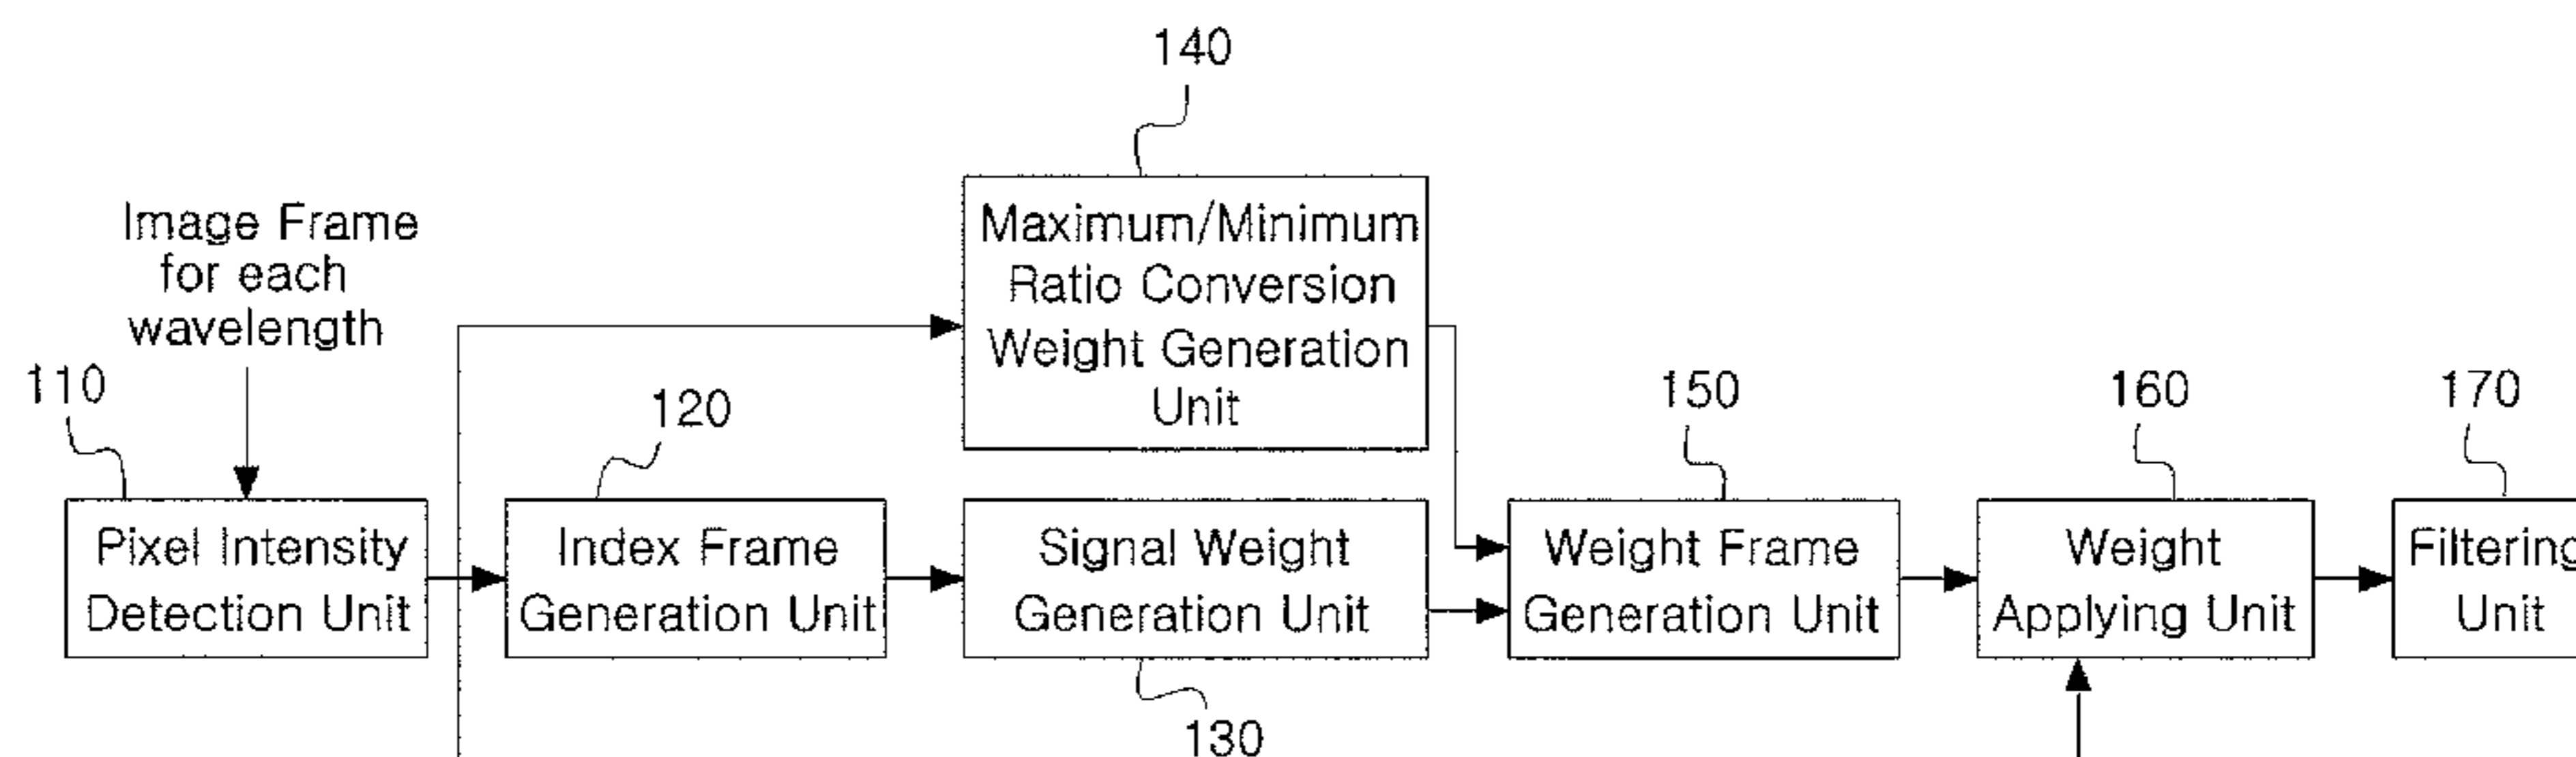 140
Image Frame
for each
wavelength
Maximum/Minimum
Ratio Conversion
Weight Generation
Unit
110
120
150
160
170
Pixel Intensity
Detection Unit
Index Frame
Generation Unit
Signal Weight
Generation Unit
Weight Frame
Generation Unit
Weight
Applying Unit
Filtering
Unit
130